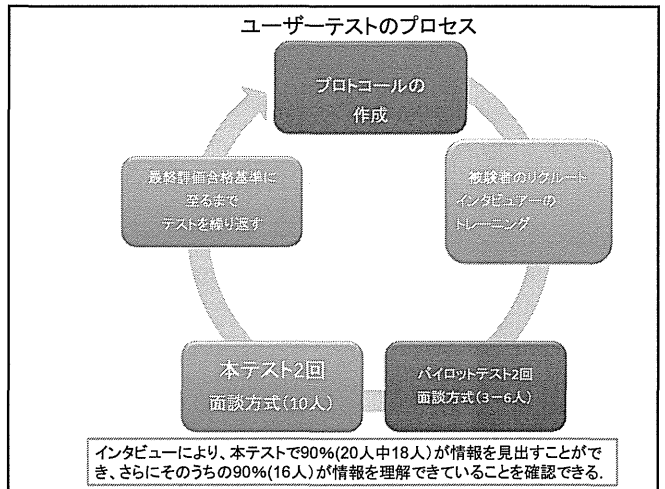 ユーザーテストのプロセス
プロトコールの
作成
被験者のリクルート
インタビュアーの
トレーニング
パイロットテスト2回
面談方式(3－6人)
本テスト2回
面談方式(10人)
最終評価合格基準に
至るまで
テストを繰り返す
インタビューにより、本テストで90%(20人中18人)が情報を見出すことがで
き、さらにそのうちの90%(16人)が情報を理解できていることを確認できる.